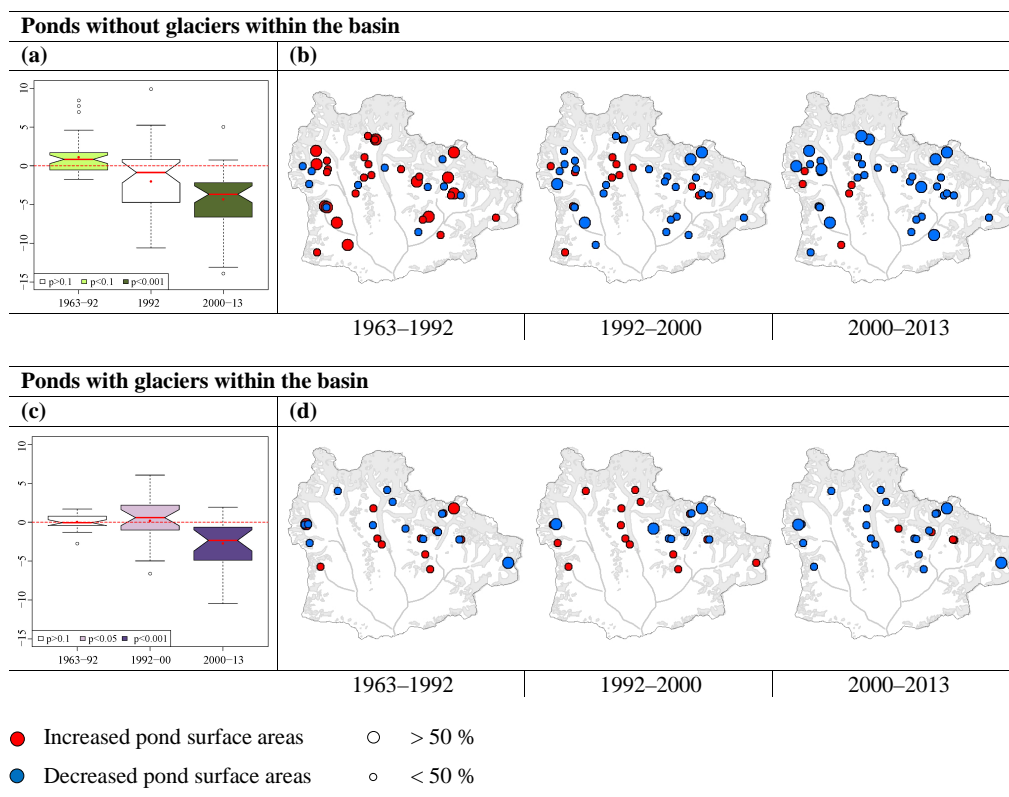 Ponds without glaciers within the basin
(a) (b)
10
5
0
−5
−10
−15
p>0.1 p<0.1 p<0.001
1963−92 1992 2000−13
1963–1992 1992–2000 2000–2013
Ponds with glaciers within the basin
(c) (d)
10
5
0
−5
−10
−15
p>0.1 p<0.05 p<0.001
1963−92 1992−00 2000−13
1963–1992 1992–2000 2000–2013
Increased pond surface areas > 50 %
Decreased pond surface areas < 50 %